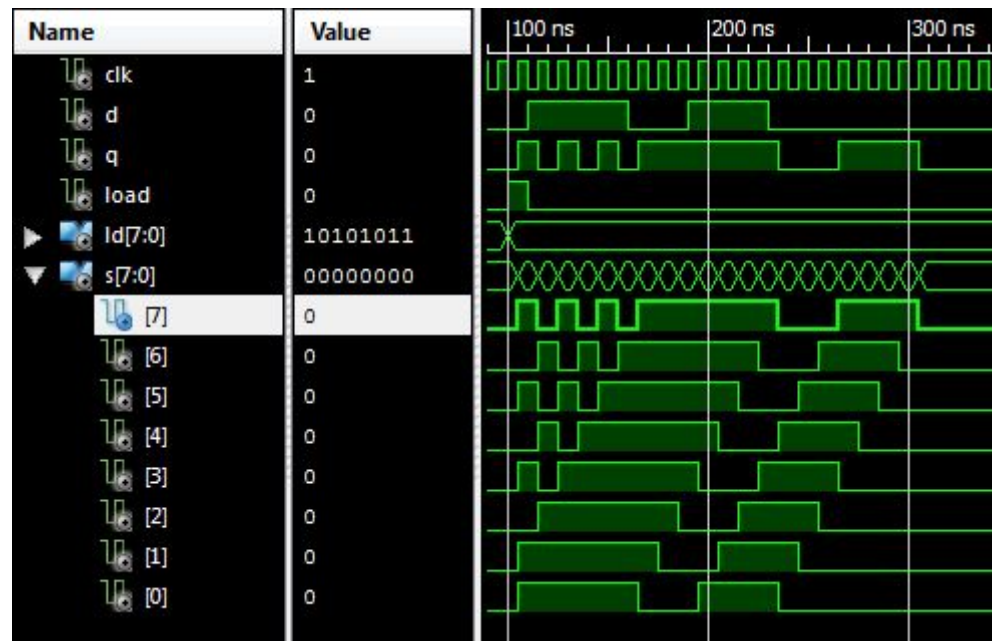 Name Value 100 ns 200 ns 300 ns
clk 1
d 0
q 0
load 0
ld[7:0] 10101011
s[7:0] 00000000
[7] 0
[6] 0
[5] 0
[4] 0
[3] 0
[2] 0
[1] 0
[0] 0